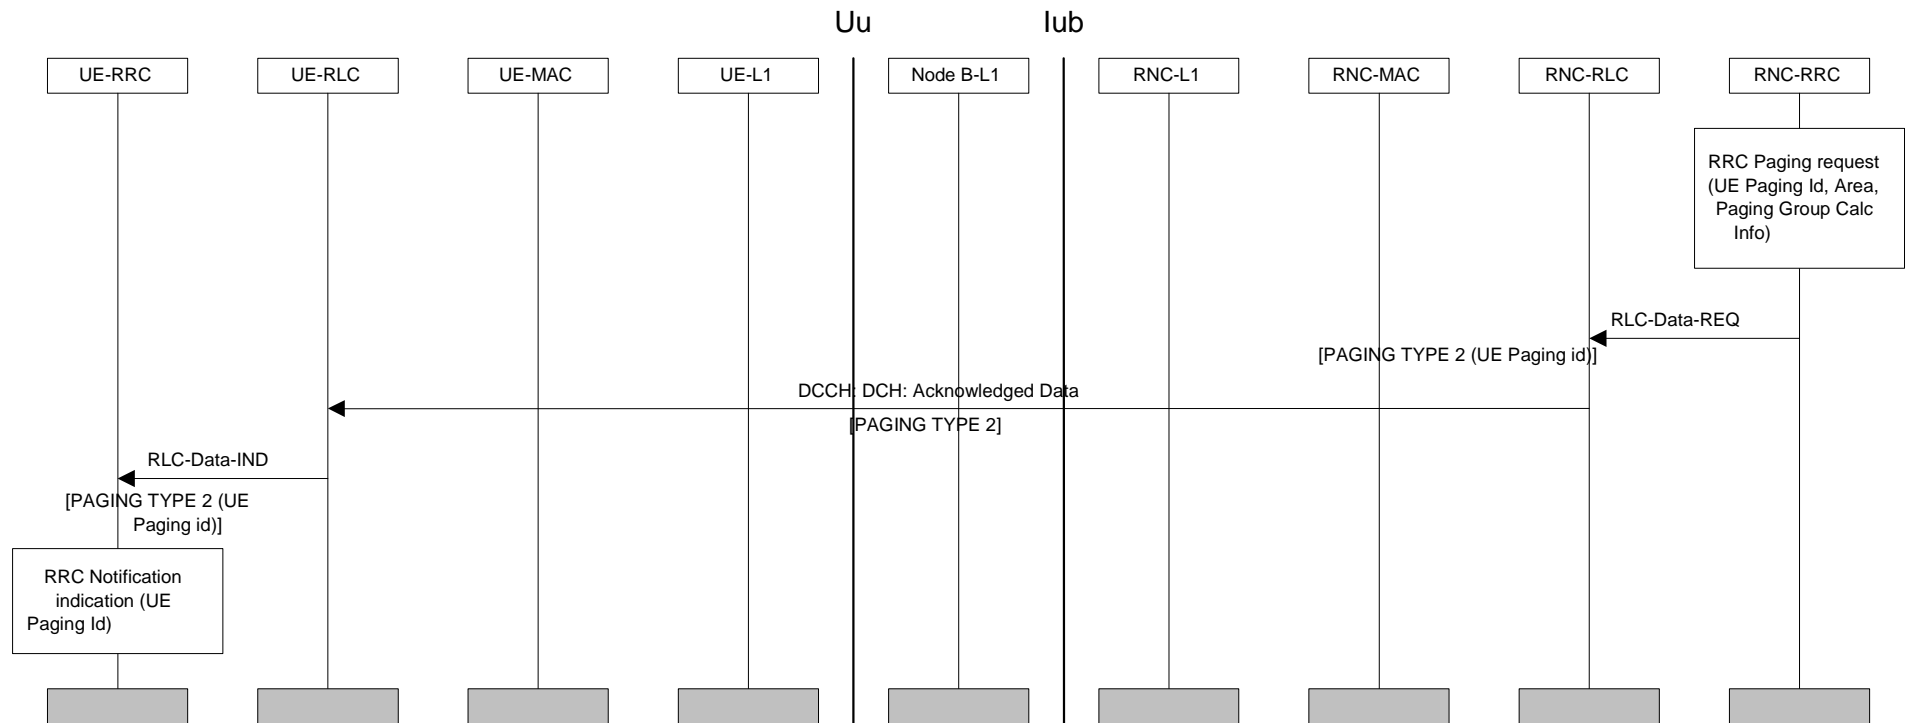 Uu
Iub
UE-RRC
UE-RLC
UE-MAC
UE-L1
Node B-L1
RNC-L1
RNC-MAC
RNC-RLC
RNC-RRC
RRC Paging request
(UE Paging Id, Area,
Paging Group Calc
Info)
RLC-Data-REQ
[PAGING TYPE 2 (UE Paging id)]
DCCH: DCH: Acknowledged Data
[PAGING TYPE 2]
RLC-Data-IND
[PAGING TYPE 2 (UE
Paging id)]
RRC Notification
indication (UE
Paging Id)